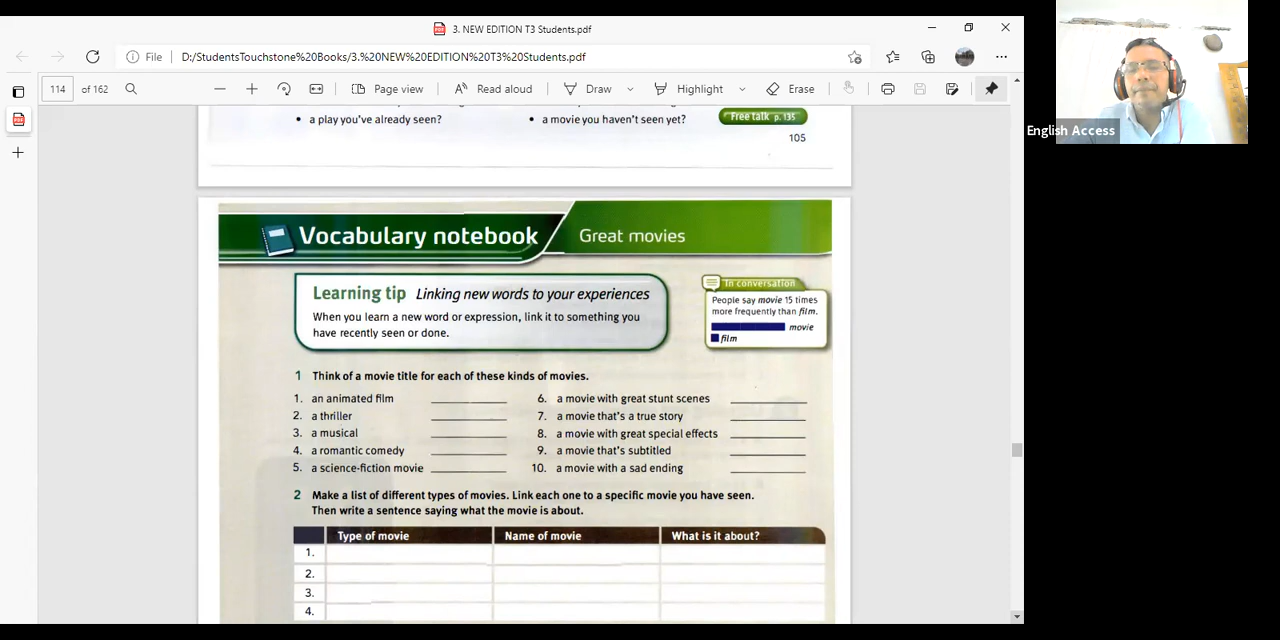 3. NEW EDITION T3 Students.pdf
File D:/StudentsTouchstone%20Books/3.%20NEW%20EDITION%20T3%20Students.pdf
114 of 162 Page view Read aloud Draw Highlight Erase
• a play you've already seen? • a movie you haven't seen yet? Free talk p. 135
105
Vocabulary notebook Great movies
Learning tip Linking new words to your experiences
When you learn a new word or expression, link it to something you
have recently seen or done.
In conversation
People say movie 15 times
more frequently than film.
movie
film
1 Think of a movie title for each of these kinds of movies.
1. an animated film
2. a thriller
3. a musical
4. a romantic comedy
5. a science-fiction movie
6. a movie with great stunt scenes
7. a movie that's a true story
8. a movie with great special effects
9. a movie that's subtitled
10. a movie with a sad ending
2 Make a list of different types of movies. Link each one to a specific movie you have seen.
Then write a sentence saying what the movie is about.
Type of movie Name of movie What is it about?
1.
2.
3.
4.
English Access